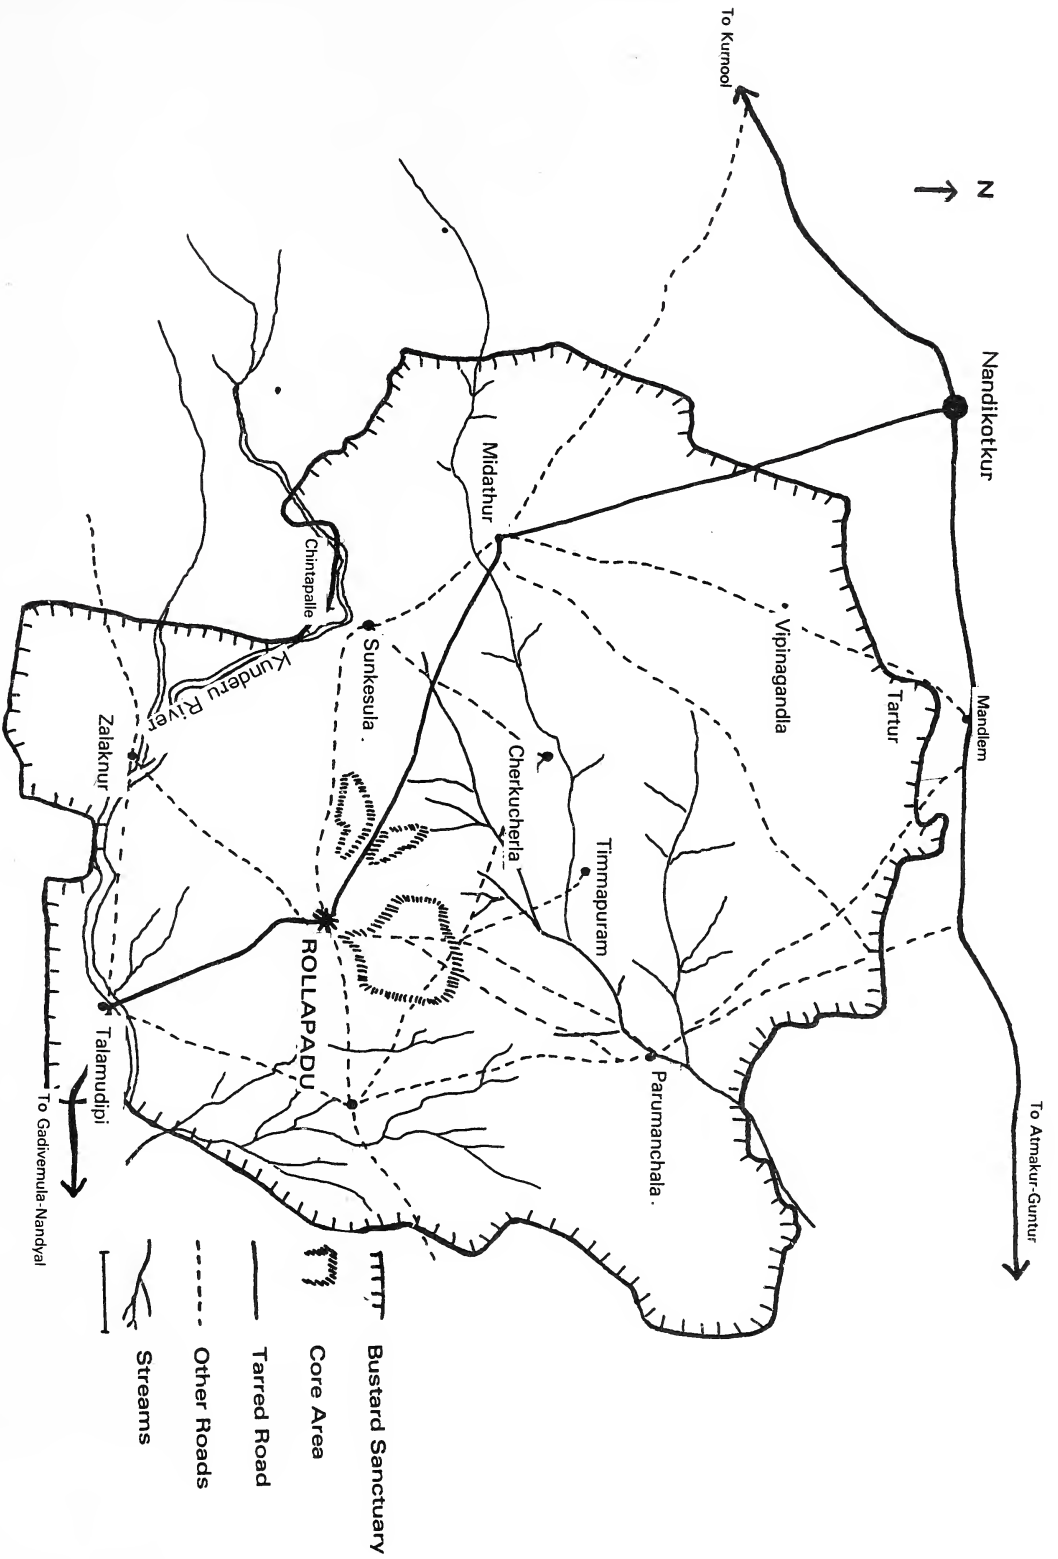 N
To Kurnool
Nandikotkur
Mandlem
To Atmakur-Guntur
Tartur
Vipinagandla
Midathur
Timmapuram
Cherkucherla
Parumanchala.
Sunkesula
Chintapalle
Kunderu River
ROLLAPADU
Zalaknur
Talamudipi
To Gadivemula-Nandyal
Bustard Sanctuary
Core Area
Tarred Road
Other Roads
Streams